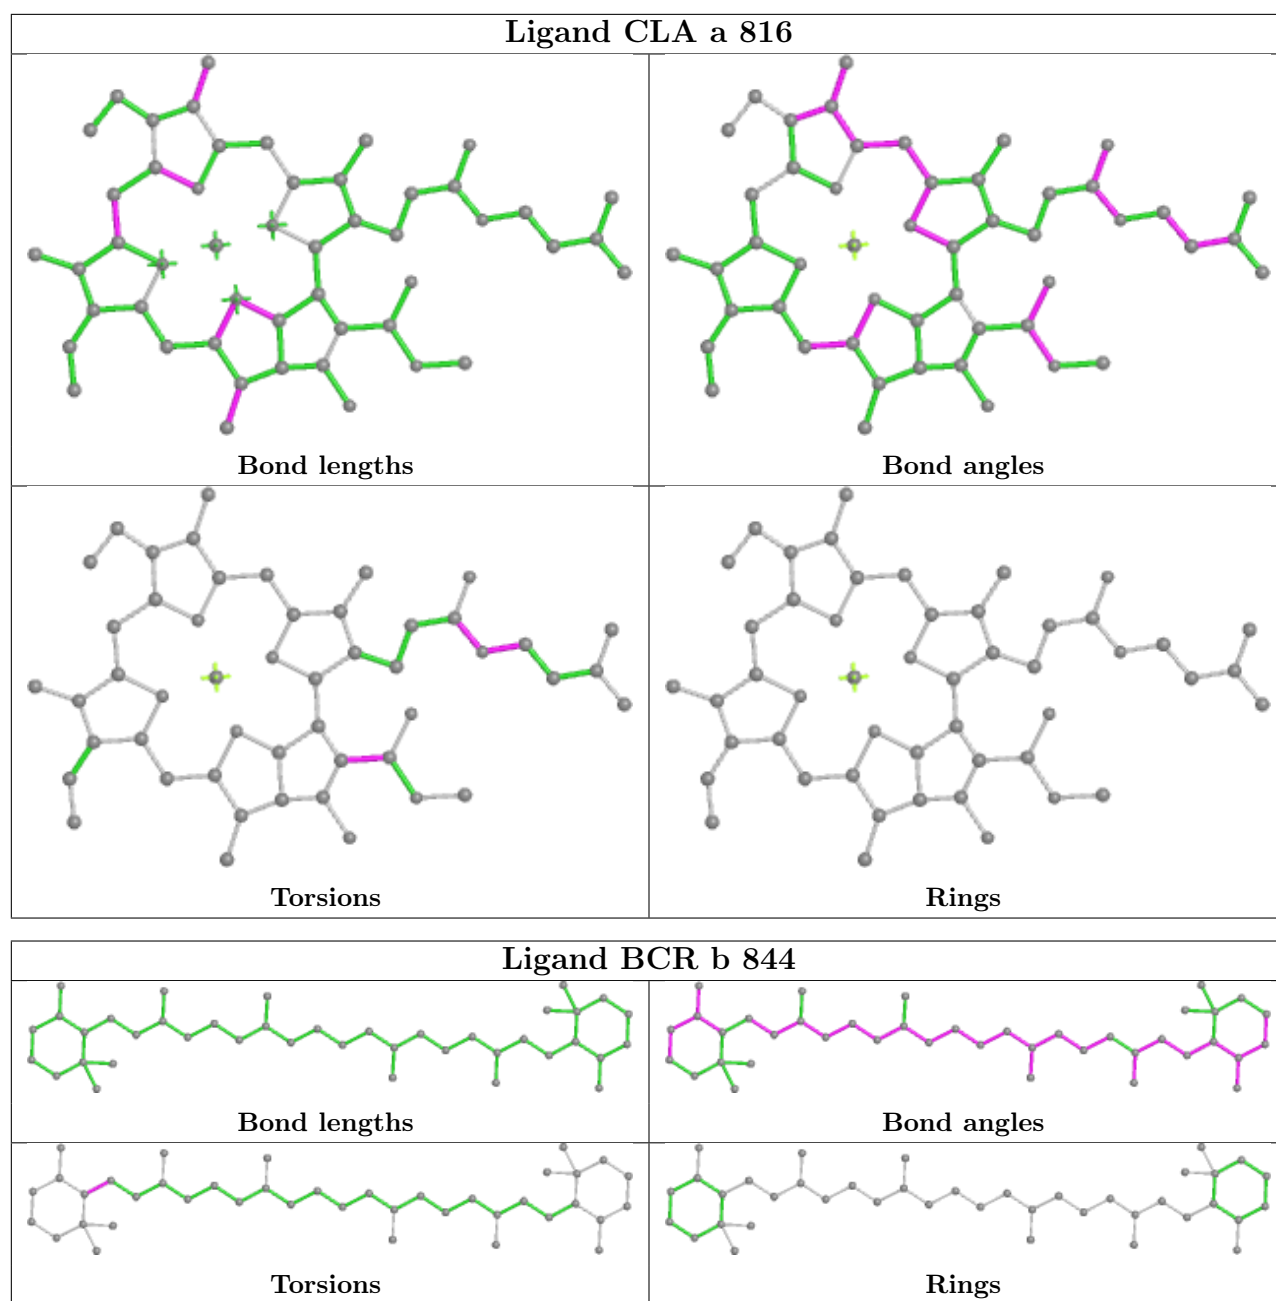 Ligand CLA a 816
Bond lengths
Bond angles
Torsions
Rings
Ligand BCR b 844
Bond lengths
Bond angles
Torsions
Rings